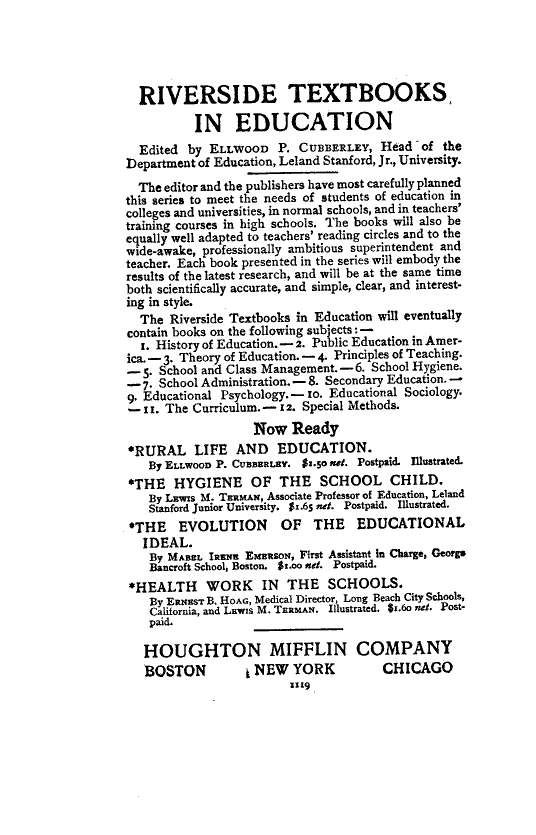 RIVERSIDE TEXTBOOKS
IN EDUCATION
Edited by ELLWOOD P. CUBBERLEY, Head of the
Department of Education, Leland Stanford, Jr., University.
The editor and the publishers have most carefully planned
this series to meet the needs of students of education in
colleges and universities, in normal schools, and in teachers'
training courses in high schools. The books will also be
equally well adapted to teachers' reading circles and to the
wide-awake, professionally ambitious superintendent and
teacher. Each book presented in the series will embody the
results of the latest research, and will be at the same time
both scientifically accurate, and simple, clear, and interest-
ing in style.
The Riverside Textbooks in Education will eventually
contain books on the following subjects:—
1. History of Education.—2. Public Education in Amer-
ica.—3. Theory of Education.—4. Principles of Teaching.
—5. School and Class Management.—6. School Hygiene.
—7. School Administration.—8. Secondary Education.—
9. Educational Psychology.—10. Educational Sociology.
—11. The Curriculum.—12. Special Methods.
Now Ready
*RURAL LIFE AND EDUCATION.
By ELLWOOD P. CUBBERLEY. $1.50 net. Postpaid. Illustrated.
*THE HYGIENE OF THE SCHOOL CHILD.
By LEWIS M. TERMAN, Associate Professor of Education, Leland
Stanford Junior University. $1.65 net. Postpaid. Illustrated.
*THE EVOLUTION OF THE EDUCATIONAL
IDEAL.
By MABEL IRENE EMERSON, First Assistant in Charge, George
Bancroft School, Boston. $1.00 net. Postpaid.
*HEALTH WORK IN THE SCHOOLS.
By ERNEST B. HOAG, Medical Director, Long Beach City Schools,
California, and LEWIS M. TERMAN. Illustrated. $1.60 net. Post-
paid.
HOUGHTON MIFFLIN COMPANY
BOSTON NEW YORK CHICAGO
1119